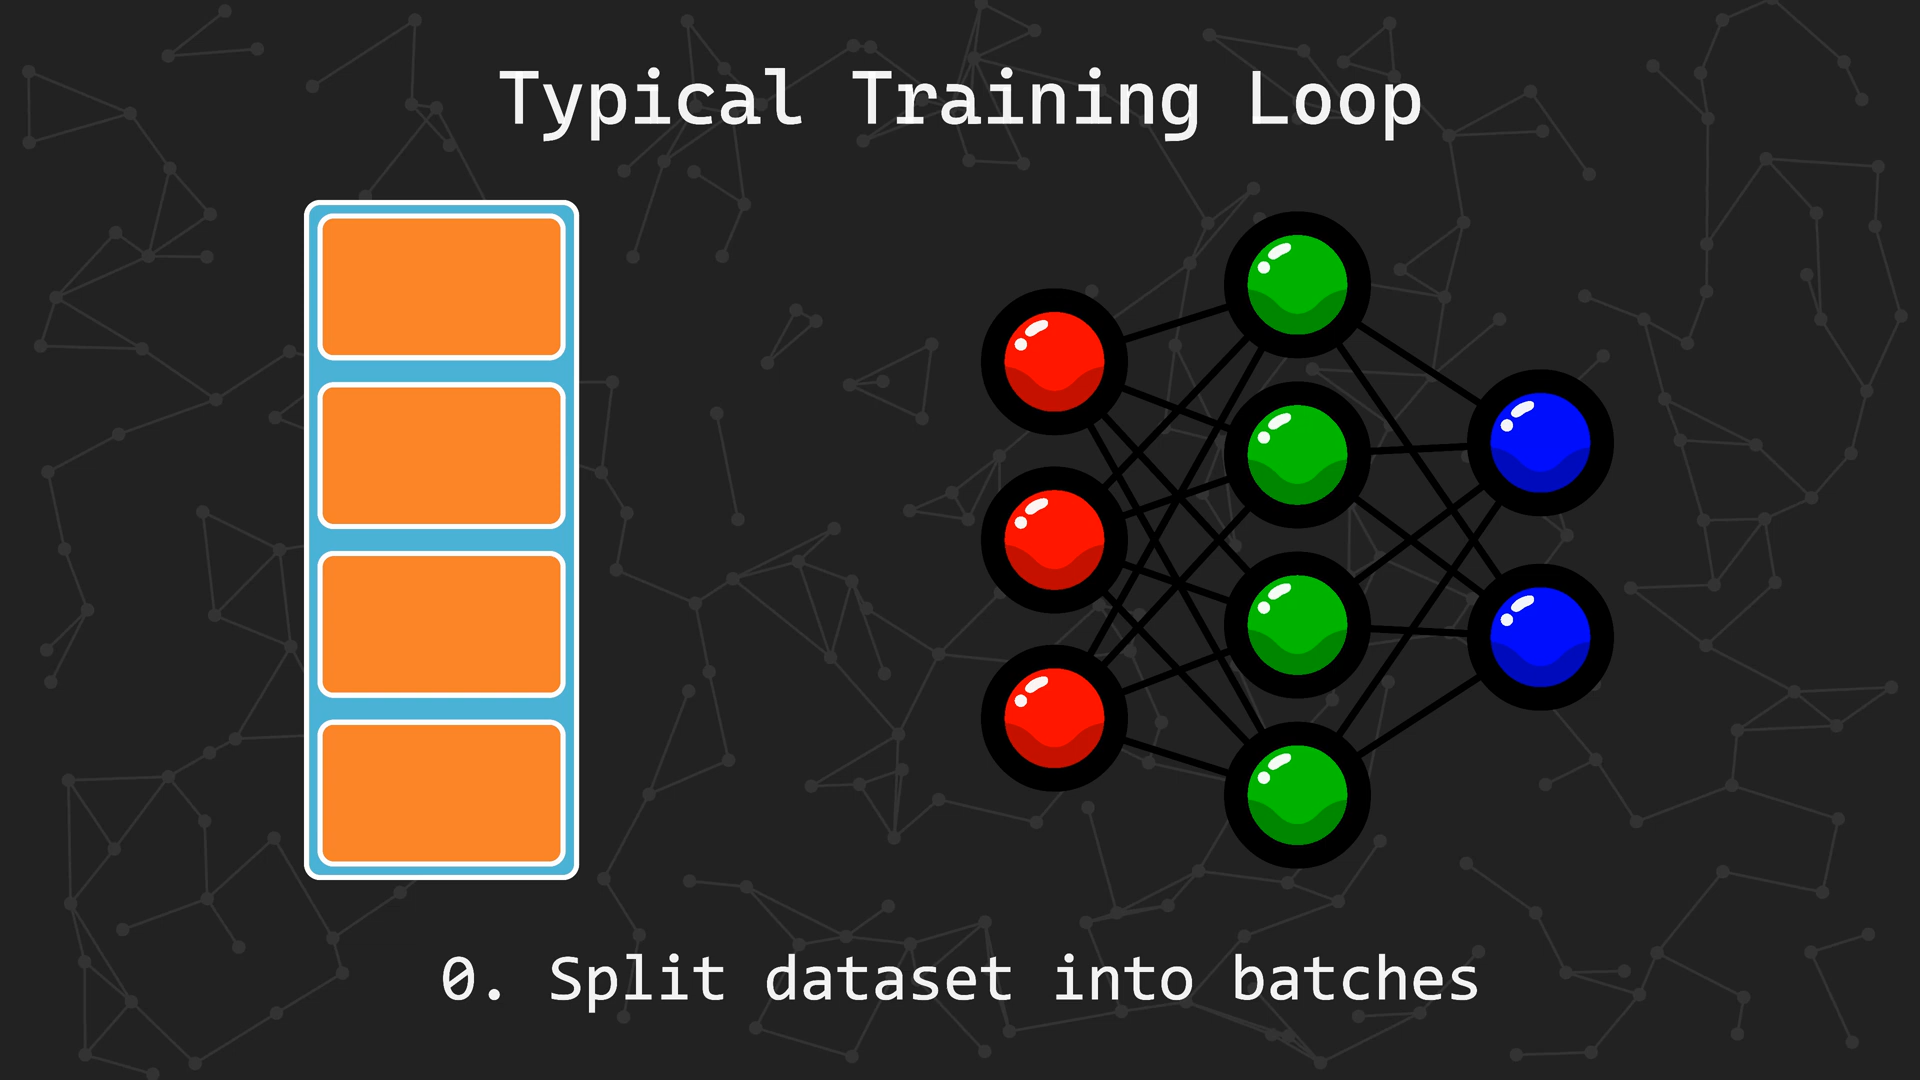 Typical Training Loop
0. Split dataset into batches